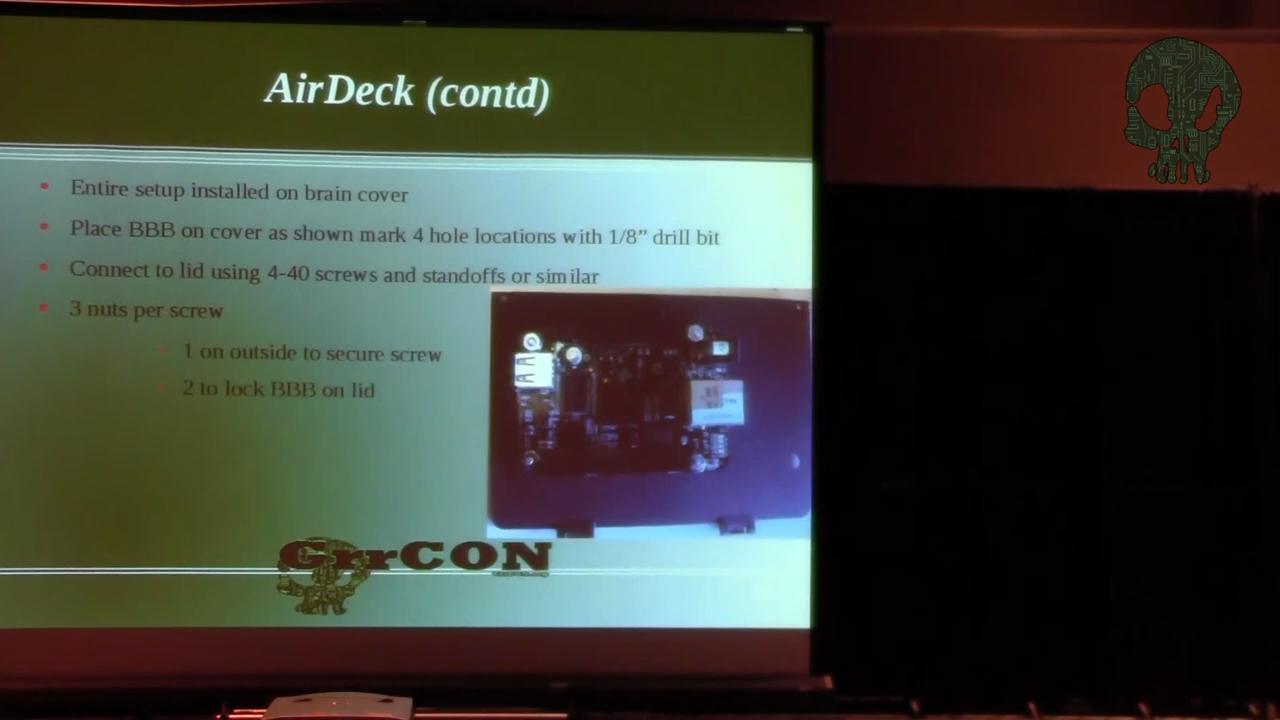 AirDeck (contd)
Entire setup installed on brain cover
Place BBB on cover as shown mark 4 hole locations with 1/8” drill bit
Connect to lid using 4-40 screws and standoffs or similar
3 nuts per screw
1 on outside to secure screw
2 to lock BBB on lid
GrrCON